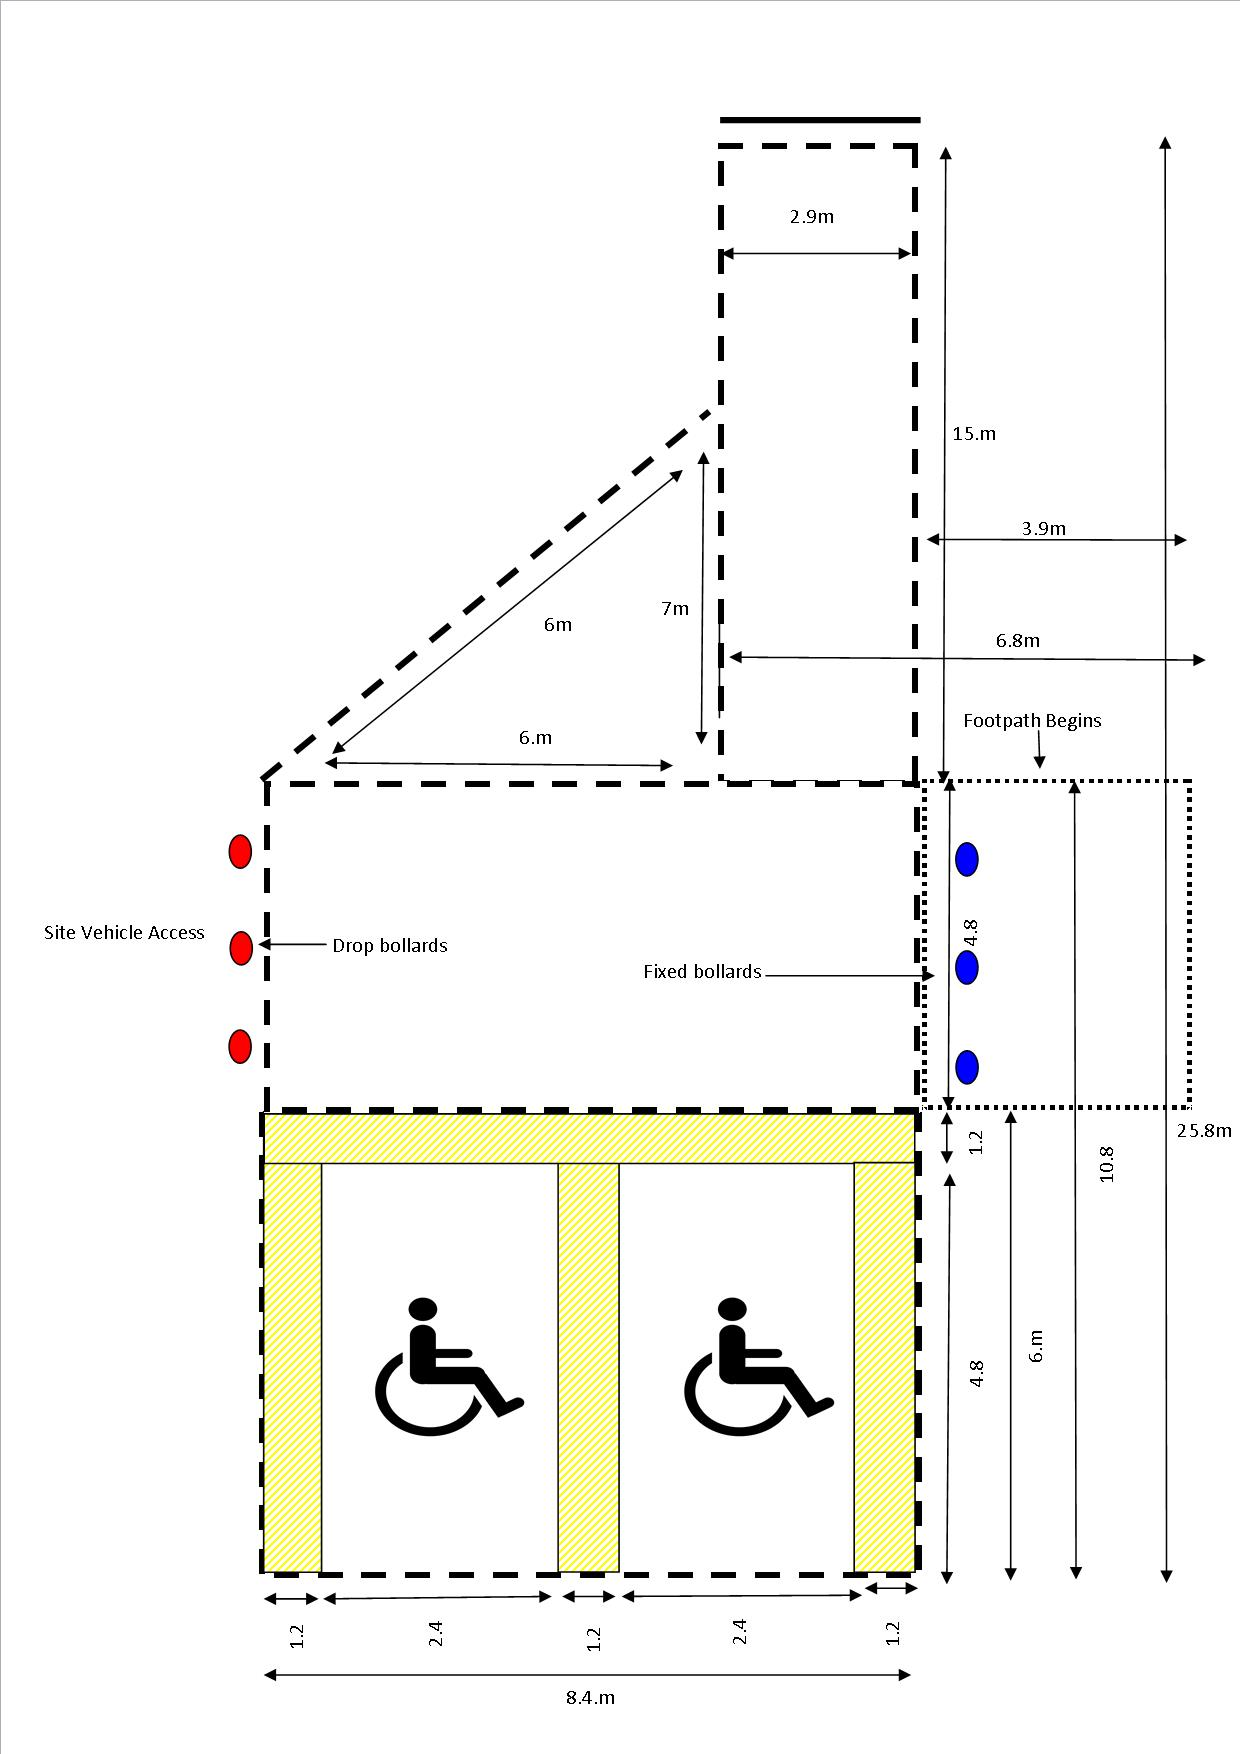 2.9m
15.m
3.9m
6m
7m
6.8m
6.m
Footpath Begins
Site Vehicle Access
Drop bollards
4.8
Fixed bollards
1.2
25.8m
10.8
6.m
4.8
1.2
2.4
1.2
2.4
1.2
8.4.m